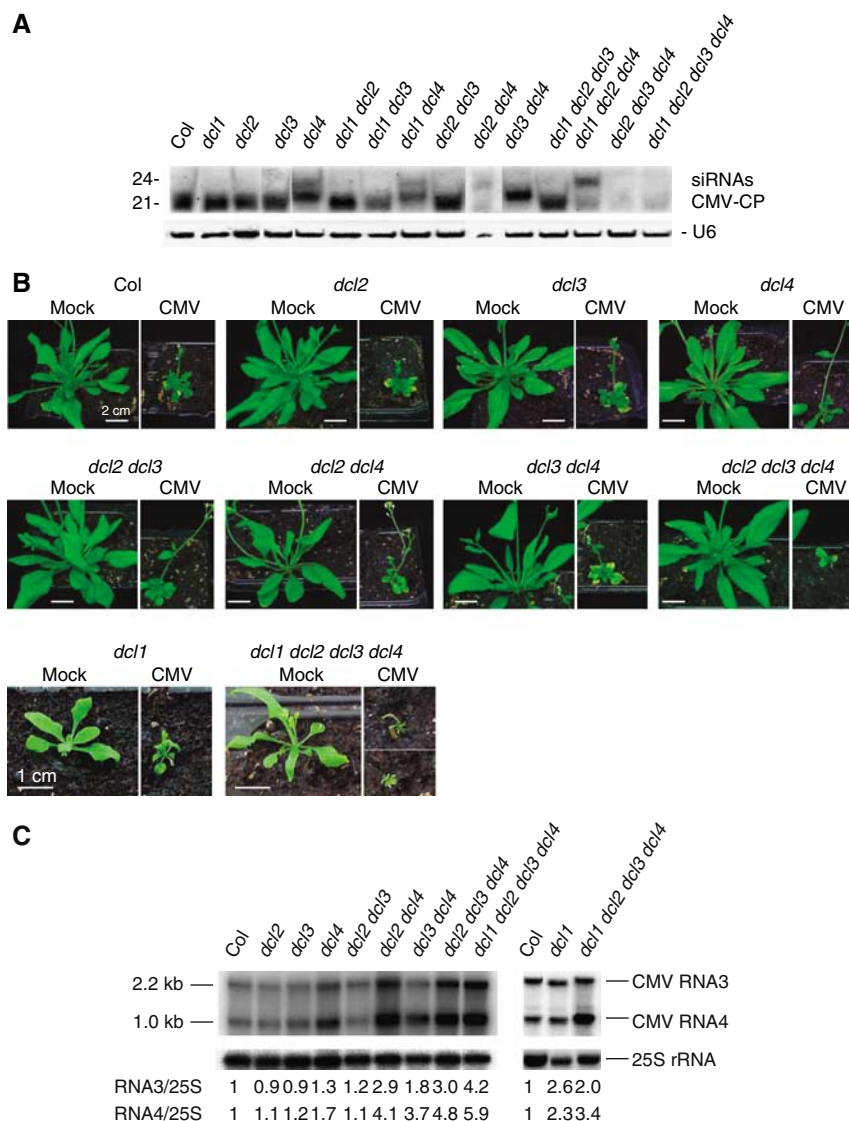 A
Col dcl1 dcl2 dcl3 dcl4 dcl1 dcl2 dcl1 dcl3 dcl1 dcl4 dcl2 dcl3 dcl2 dcl4 dcl3 dcl4 dcl1 dcl2 dcl3 dcl1 dcl2 dcl4 dcl2 dcl3 dcl4 dcl1 dcl2 dcl3 dcl4
24- siRNAs
21- CMV-CP
- U6
B
Col dcl2 dcl3 dcl4
Mock CMV Mock CMV Mock CMV Mock CMV
2 cm
dcl2 dcl3 dcl2 dcl4 dcl3 dcl4 dcl2 dcl3 dcl4
Mock CMV Mock CMV Mock CMV Mock CMV
dcl1 dcl1 dcl2 dcl3 dcl4
Mock CMV Mock CMV
1 cm
C
Col dcl2 dcl3 dcl4 dcl2 dcl3 dcl2 dcl4 dcl3 dcl4 dcl2 dcl3 dcl4 dcl1 dcl2 dcl3 dcl4 Col dcl1 dcl1 dcl2 dcl3 dcl4
2.2 kb — — CMV RNA3
1.0 kb — — CMV RNA4
— 25S rRNA
RNA3/25S 1 0.9 0.9 1.3 1.2 2.9 1.8 3.0 4.2 1 2.6 2.0
RNA4/25S 1 1.1 1.2 1.7 1.1 4.1 3.7 4.8 5.9 1 2.3 3.4